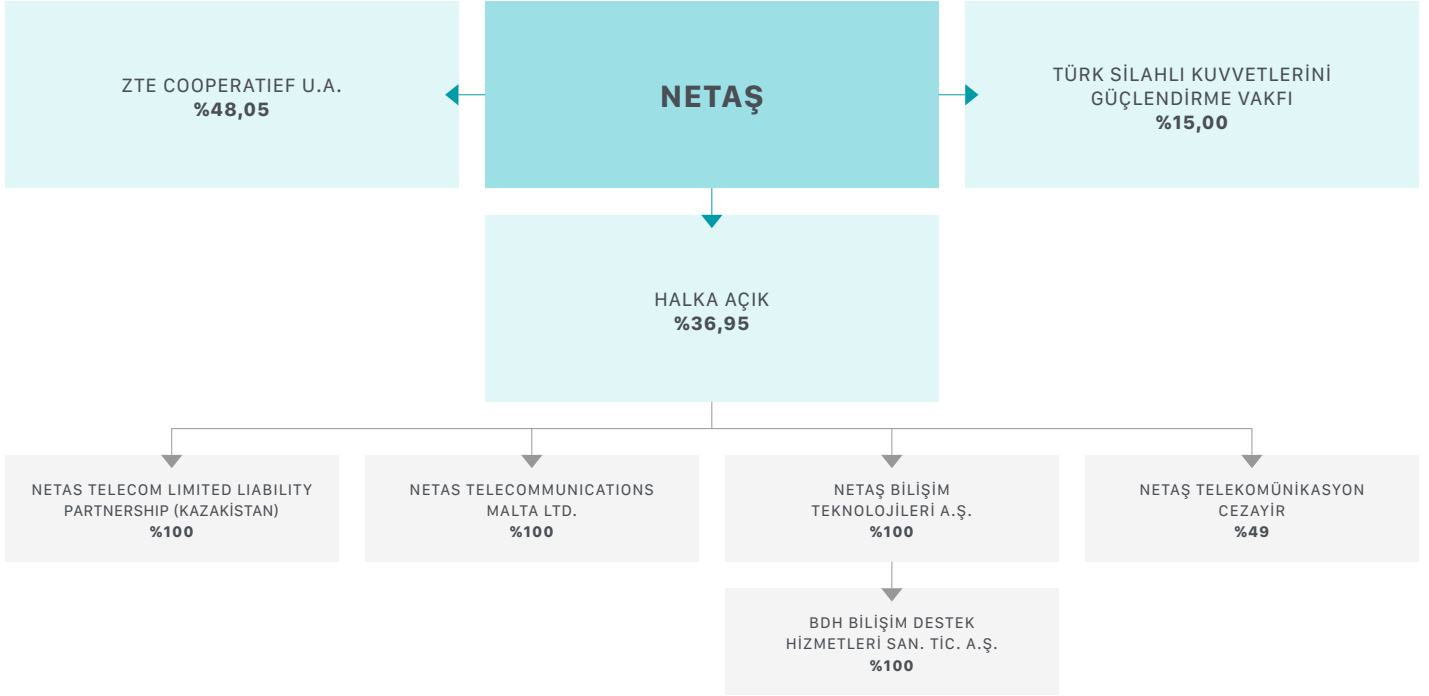 ZTE COOPERATIEF U.A.
%48,05
NETAŞ
TÜRK SİLAHLI KUVVETLERİNİ
GÜÇLENDİRME VAKFI
%15,00
HALKA AÇIK
%36,95
NETAS TELECOM LIMITED LIABILITY
PARTNERSHIP (KAZAKİSTAN)
%100
NETAS TELECOMMUNICATIONS
MALTA LTD.
%100
NETAŞ BİLİŞİM
TEKNOLOJİLERİ A.Ş.
%100
NETAŞ TELEKOMÜNİKASYON
CEZAYİR
%49
BDH BİLİŞİM DESTEK
HİZMETLERİ SAN. TİC. A.Ş.
%100